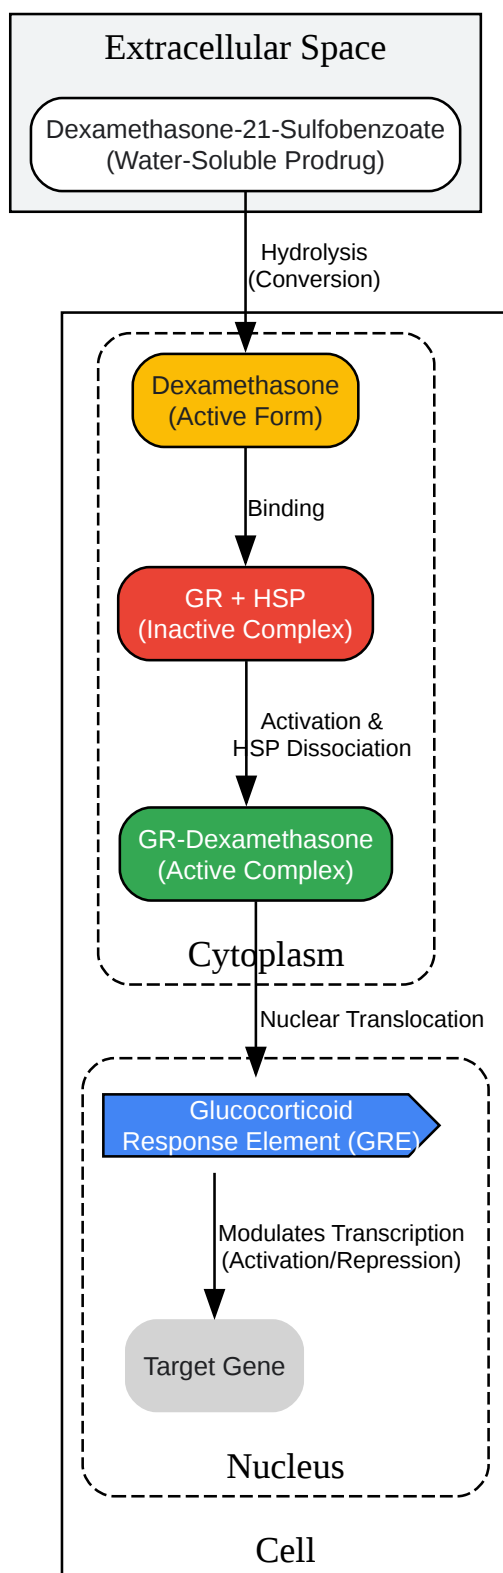 Extracellular Space
Dexamethasone-21-Sulfobenzoate
(Water-Soluble Prodrug)
Hydrolysis
(Conversion)
Dexamethasone
(Active Form)
Binding
GR + HSP
(Inactive Complex)
Activation &
HSP Dissociation
GR-Dexamethasone
(Active Complex)
Cytoplasm
Nuclear Translocation
Glucocorticoid
Response Element (GRE)
Modulates Transcription
(Activation/Repression)
Target Gene
Nucleus
Cell